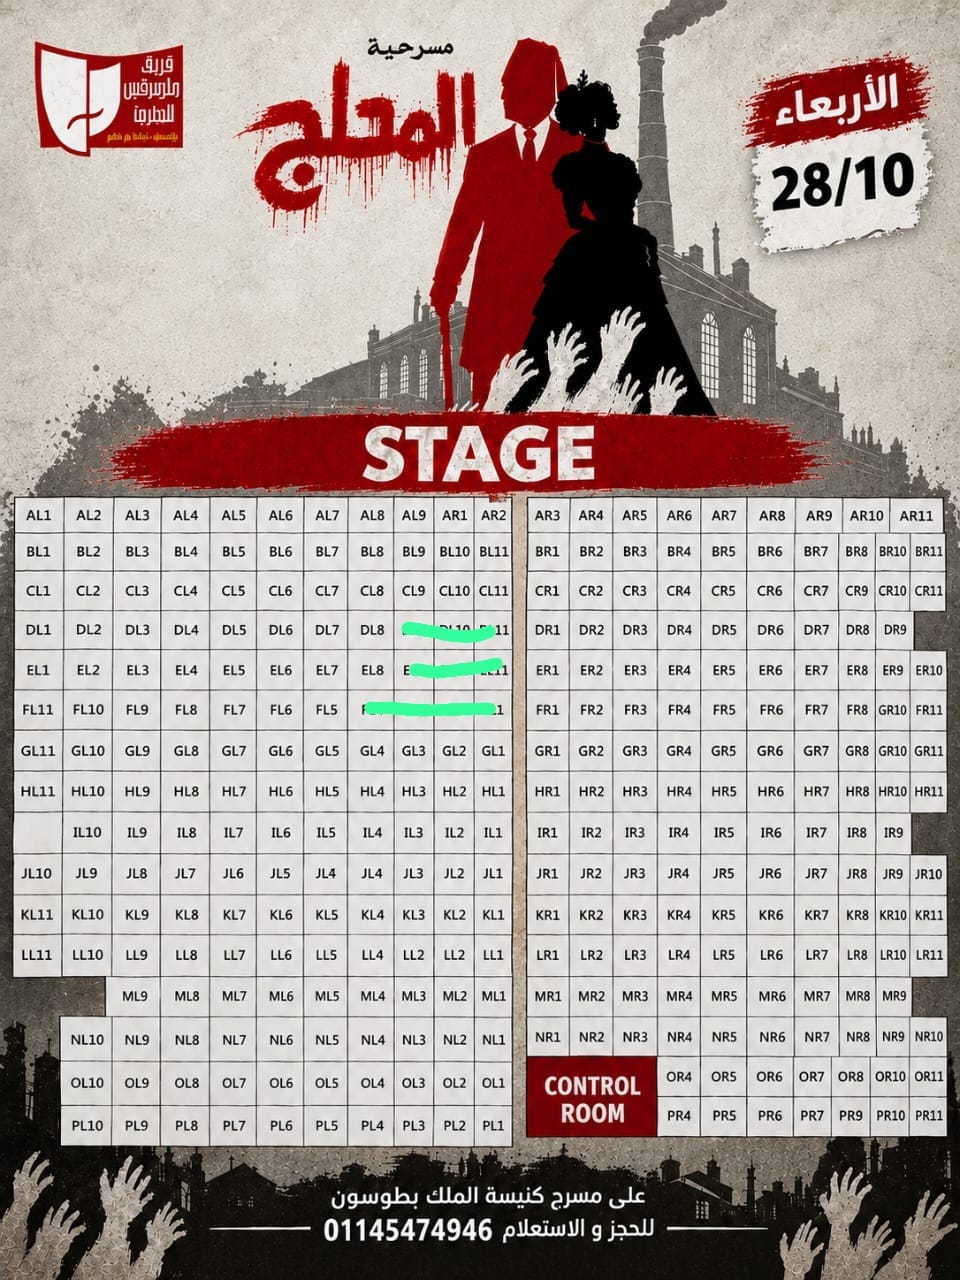 فريق
مارمرقس
للمطرية
مسرحية
المحلج
الأربعاء
28/10
STAGE
AL1 AL2 AL3 AL4 AL5 AL6 AL7 AL8 AL9 AR1 AR2 AR3 AR4 AR5 AR6 AR7 AR8 AR9 AR10 AR11
BL1 BL2 BL3 BL4 BL5 BL6 BL7 BL8 BL9 BL10 BL11 BR1 BR2 BR3 BR4 BR5 BR6 BR7 BR8 BR10 BR11
CL1 CL2 CL3 CL4 CL5 CL6 CL7 CL8 CL9 CL10 CL11 CR1 CR2 CR3 CR4 CR5 CR6 CR7 CR9 CR10 CR11
DL1 DL2 DL3 DL4 DL5 DL6 DL7 DL8 DL10 DR1 DR2 DR3 DR4 DR5 DR6 DR7 DR8 DR9
EL1 EL2 EL3 EL4 EL5 EL6 EL7 EL8 EL11 ER1 ER2 ER3 ER4 ER5 ER6 ER7 ER8 ER9 ER10
FL11 FL10 FL9 FL8 FL7 FL6 FL5 FR1 FR2 FR3 FR4 FR5 FR6 FR7 FR8 GR10 FR11
GL11 GL10 GL9 GL8 GL7 GL6 GL5 GL4 GL3 GL2 GL1 GR1 GR2 GR3 GR4 GR5 GR6 GR7 GR8 GR10 GR11
HL11 HL10 HL9 HL8 HL7 HL6 HL5 HL4 HL3 HL2 HL1 HR1 HR2 HR3 HR4 HR5 HR6 HR7 HR8 HR10 HR11
IL10 IL9 IL8 IL7 IL6 IL5 IL4 IL3 IL2 IL1 IR1 IR2 IR3 IR4 IR5 IR6 IR7 IR8 IR9
JL10 JL9 JL8 JL7 JL6 JL5 JL4 JL3 JL2 JL1 JR1 JR2 JR3 JR4 JR5 JR6 JR7 JR8 JR9 JR10
KL11 KL10 KL9 KL8 KL7 KL6 KL5 KL4 KL3 KL2 KL1 KR1 KR2 KR3 KR4 KR5 KR6 KR7 KR8 KR10 KR11
LL11 LL10 LL9 LL8 LL7 LL6 LL5 LL4 LL2 LL2 LL1 LR1 LR2 LR3 LR4 LR5 LR6 LR7 LR8 LR10 LR11
ML9 ML8 ML7 ML6 ML5 ML4 ML3 ML2 ML1 MR1 MR2 MR3 MR4 MR5 MR6 MR7 MR8 MR9
NL10 NL9 NL8 NL7 NL6 NL5 NL4 NL3 NL2 NL1 NR1 NR2 NR3 NR4 NR5 NR6 NR7 NR8 NR9 NR10
OL10 OL9 OL8 OL7 OL6 OL5 OL4 OL3 OL2 OL1 OR4 OR5 OR6 OR7 OR8 OR10 OR11
PL10 PL9 PL8 PL7 PL6 PL5 PL4 PL3 PL2 PL1 PR4 PR5 PR6 PR7 PR9 PR10 PR11
CONTROL
ROOM
على مسرح كنيسة الملك بطوسون
للحجز و الاستعلام 01145474946